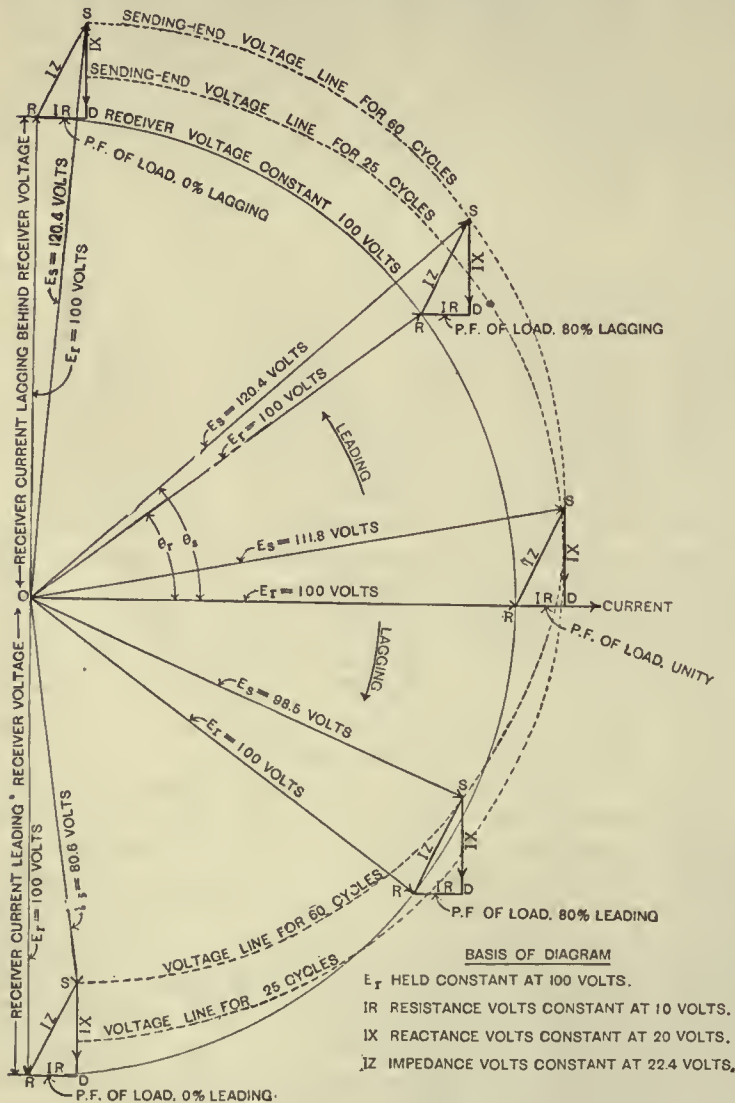 S
SENDING-END VOLTAGE LINE FOR 60 CYCLES
IZ
IX
SENDING-END VOLTAGE LINE FOR 25 CYCLES
R
IR
D
RECEIVER VOLTAGE CONSTANT 100 VOLTS
P.F. OF LOAD, 0% LAGGING
RECEIVER CURRENT LAGGING BEHIND RECEIVER VOLTAGE
Es = 120.4 VOLTS
Er = 100 VOLTS
S
IZ
IX
R
IR
D
P.F. OF LOAD, 80% LAGGING
Es = 120.4 VOLTS
Er = 100 VOLTS
LEADING
θr
θs
S
Es = 111.8 VOLTS
IZ
IX
O
Er = 100 VOLTS
R
IR
D
CURRENT
P.F. OF LOAD, UNITY
LAGGING
Es = 98.5 VOLTS
Er = 100 VOLTS
RECEIVER CURRENT LEADING RECEIVER VOLTAGE
Er = 100 VOLTS
= 80.6 VOLTS
S
IZ
IX
R
IR
D
P.F OF LOAD, 80% LEADING
VOLTAGE LINE FOR 60 CYCLES
S
VOLTAGE LINE FOR 25 CYCLES
IZ
IX
R
IR
D
P.F. OF LOAD, 0% LEADING.
BASIS OF DIAGRAM
Er HELD CONSTANT AT 100 VOLTS.
IR RESISTANCE VOLTS CONSTANT AT 10 VOLTS.
IX REACTANCE VOLTS CONSTANT AT 20 VOLTS.
IZ IMPEDANCE VOLTS CONSTANT AT 22.4 VOLTS.